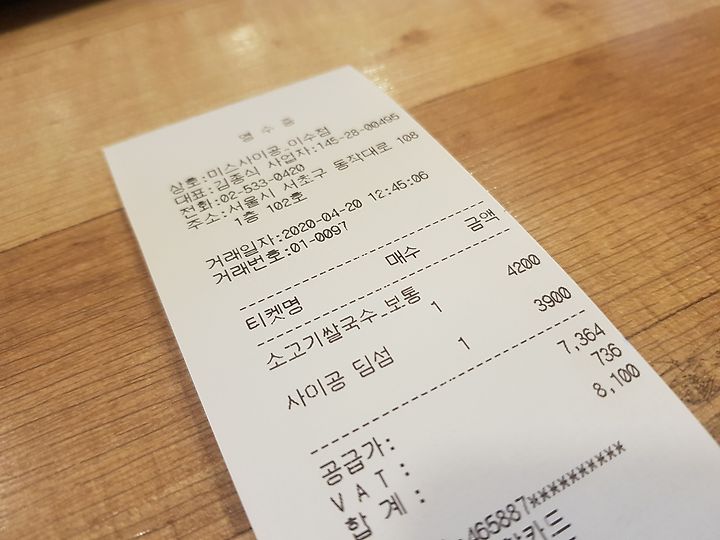 영 수 증
상호:미스사이공_이수점
대표:김종식 사업자:145-28-00495
전화:02-533-0420
주소:서울시 서초구 동작대로 108
1층 102호
거래일자:2020-04-20 12:45:06
거래번호:01-0097
티켓명 매수 금액
소고기쌀국수_보통 1 4200
사이공 딤섬 1 3900
공급가: 7,364
V A T : 736
합 계 : 8,100
465887**********
카드